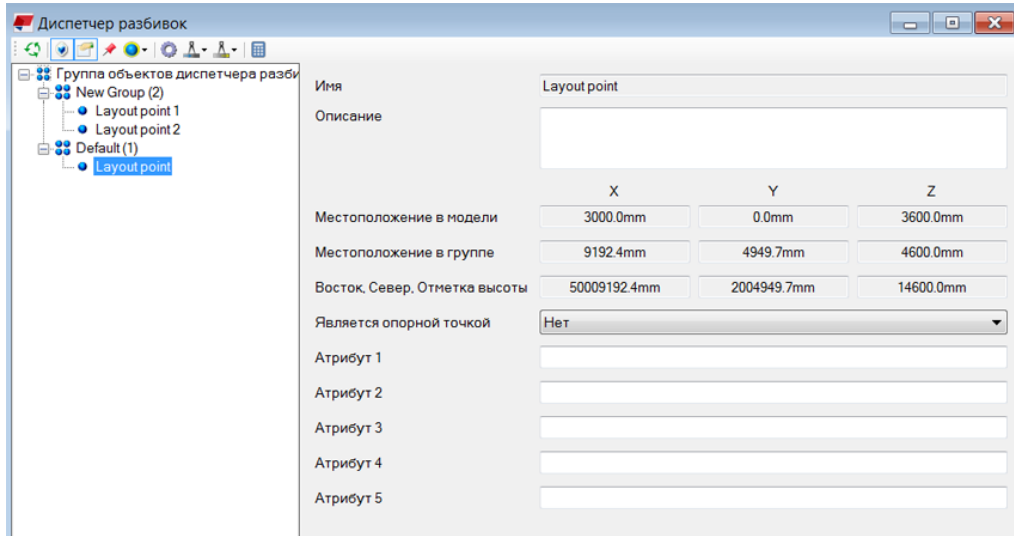 Диспетчер разбивок
Группа объектов диспетчера разби
New Group (2)
Layout point 1
Layout point 2
Default (1)
Layout point
Имя Layout point
Описание
X Y Z
Местоположение в модели 3000.0mm 0.0mm 3600.0mm
Местоположение в группе 9192.4mm 4949.7mm 4600.0mm
Восток, Север, Отметка высоты 50009192.4mm 2004949.7mm 14600.0mm
Является опорной точкой Нет
Атрибут 1
Атрибут 2
Атрибут 3
Атрибут 4
Атрибут 5